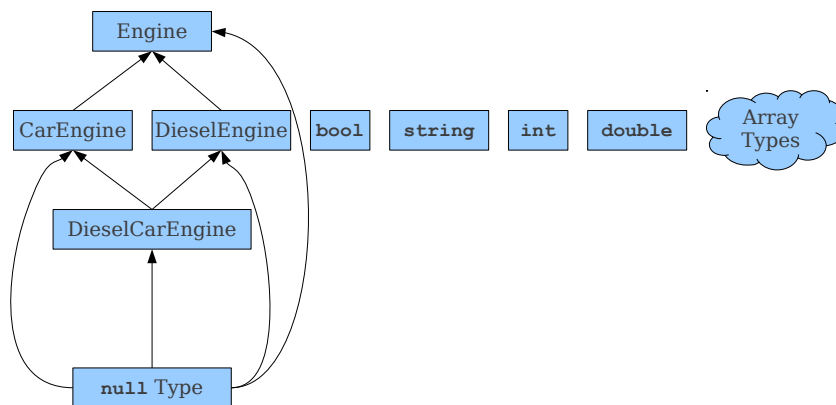 Engine
CarEngine
DieselEngine
bool
string
int
double
Array
Types
DieselCarEngine
null Type